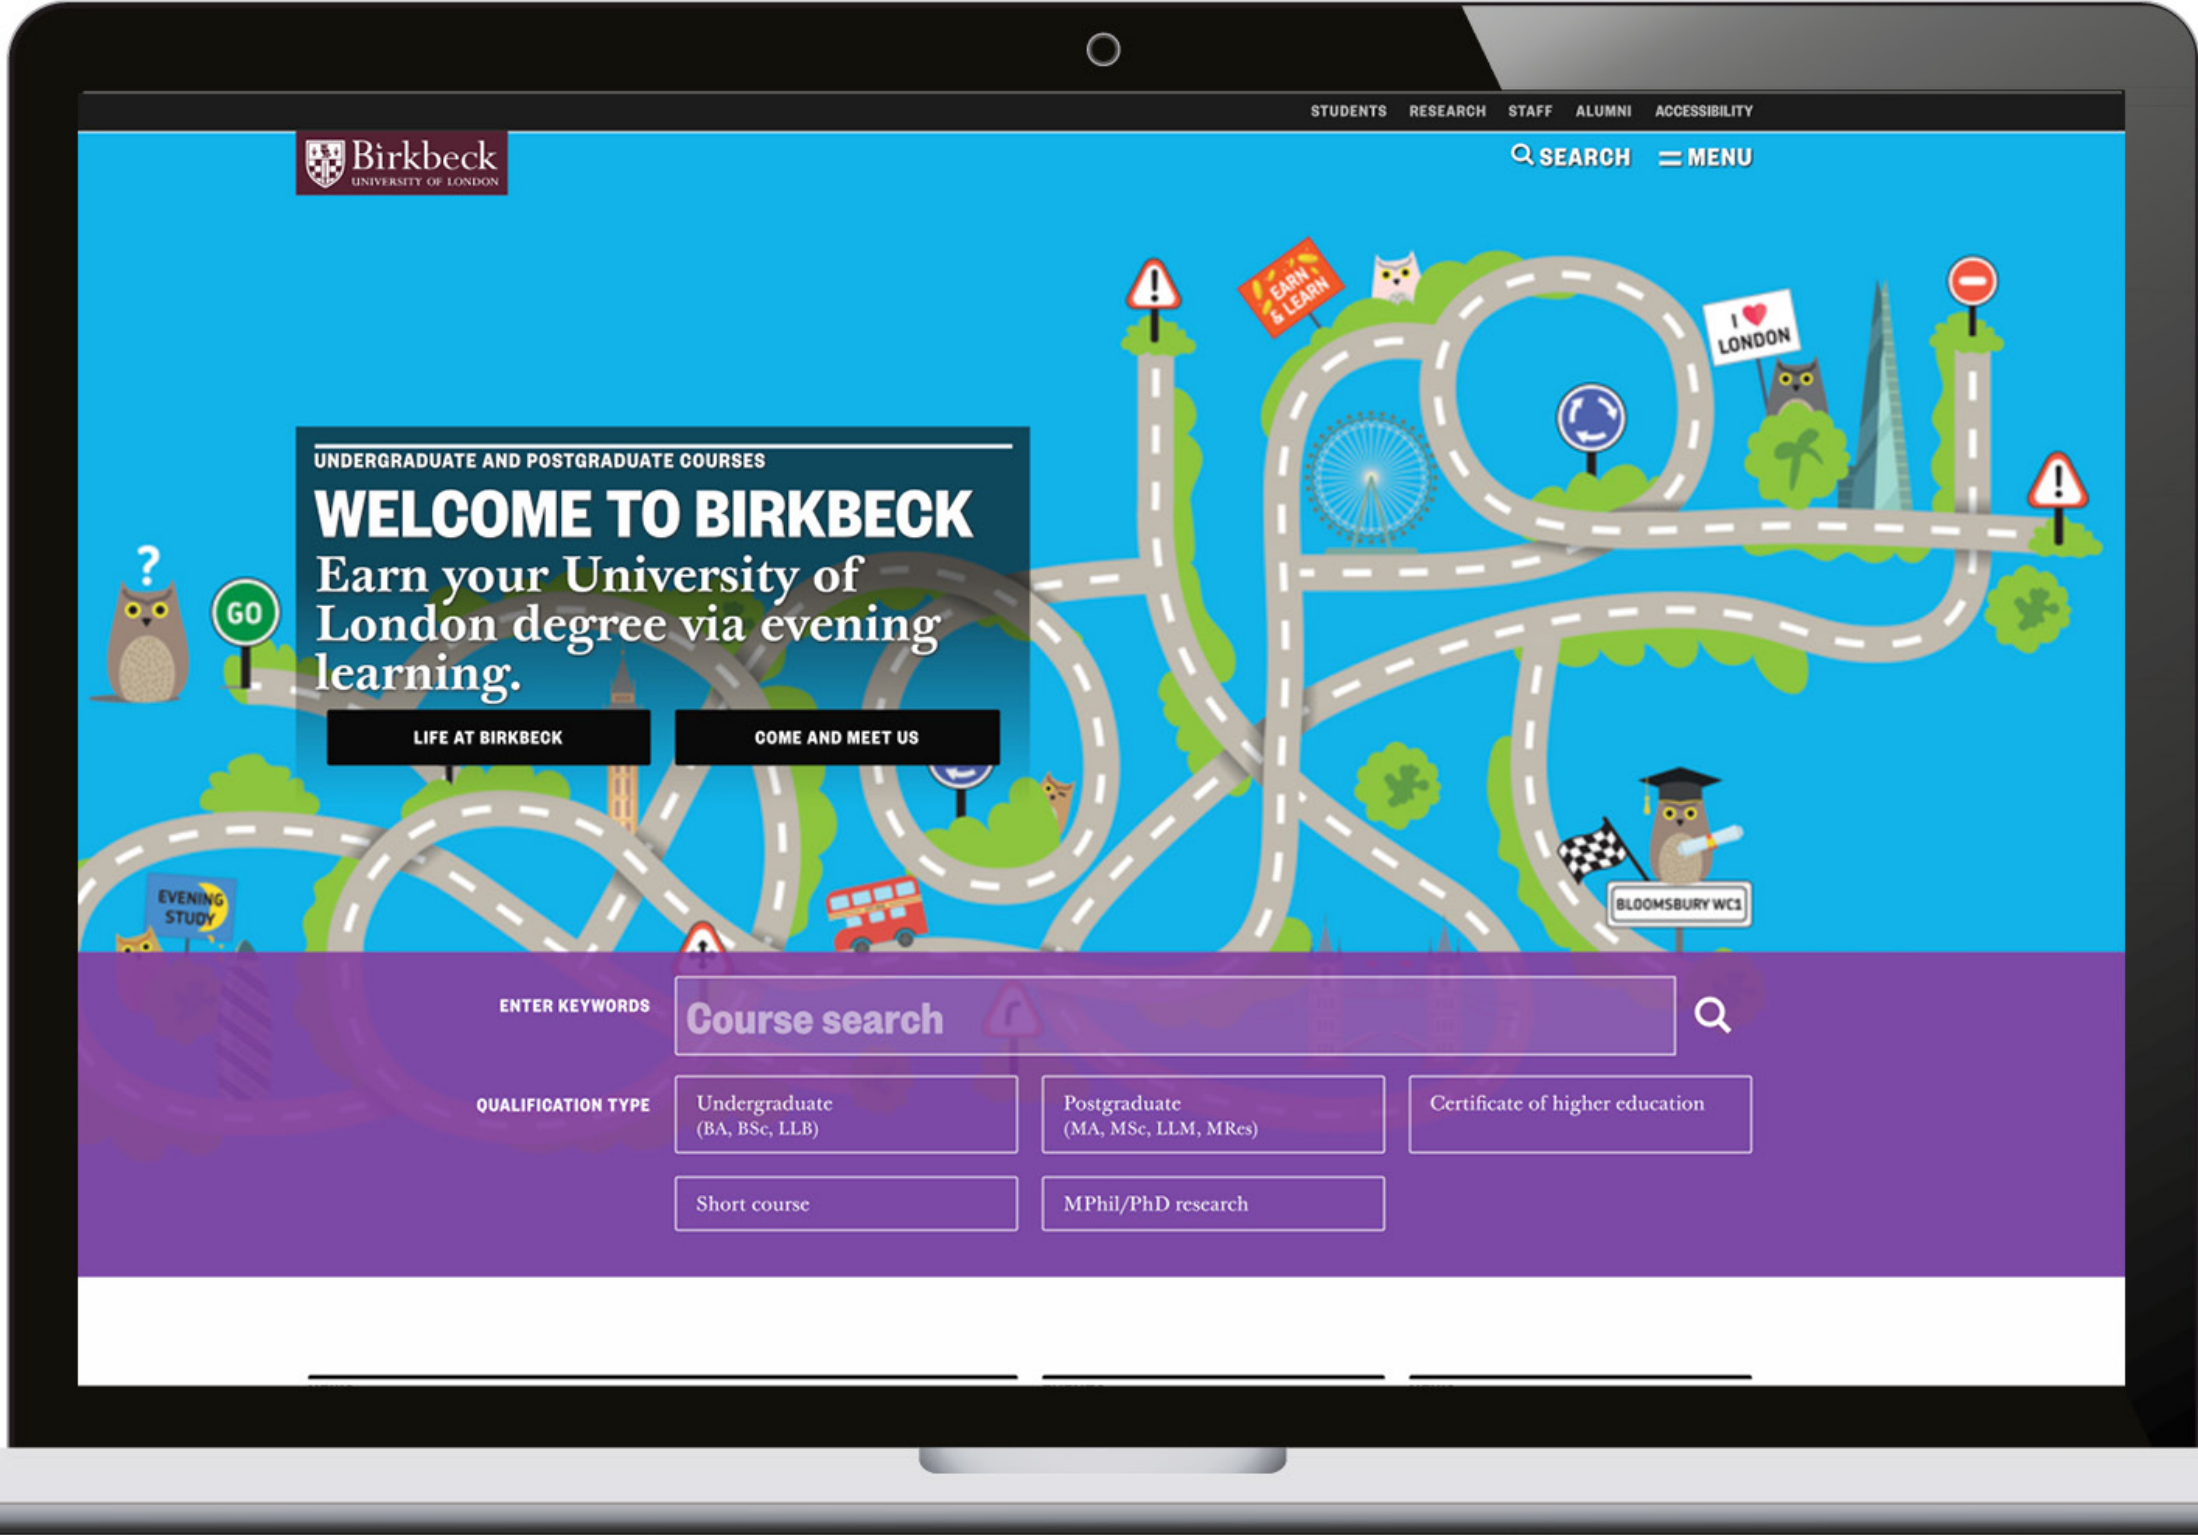 STUDENTS RESEARCH STAFF ALUMNI ACCESSIBILITY
Birkbeck
UNIVERSITY OF LONDON
SEARCH MENU
EARN
& LEARN
I
LONDON
UNDERGRADUATE AND POSTGRADUATE COURSES
WELCOME TO BIRKBECK
Earn your University of
London degree via evening
learning.
?
GO
LIFE AT BIRKBECK
COME AND MEET US
EVENING
STUDY
BLOOMSBURY WC1
ENTER KEYWORDS
Course search
QUALIFICATION TYPE
Undergraduate
(BA, BSc, LLB)
Postgraduate
(MA, MSc, LLM, MRes)
Certificate of higher education
Short course
MPhil/PhD research